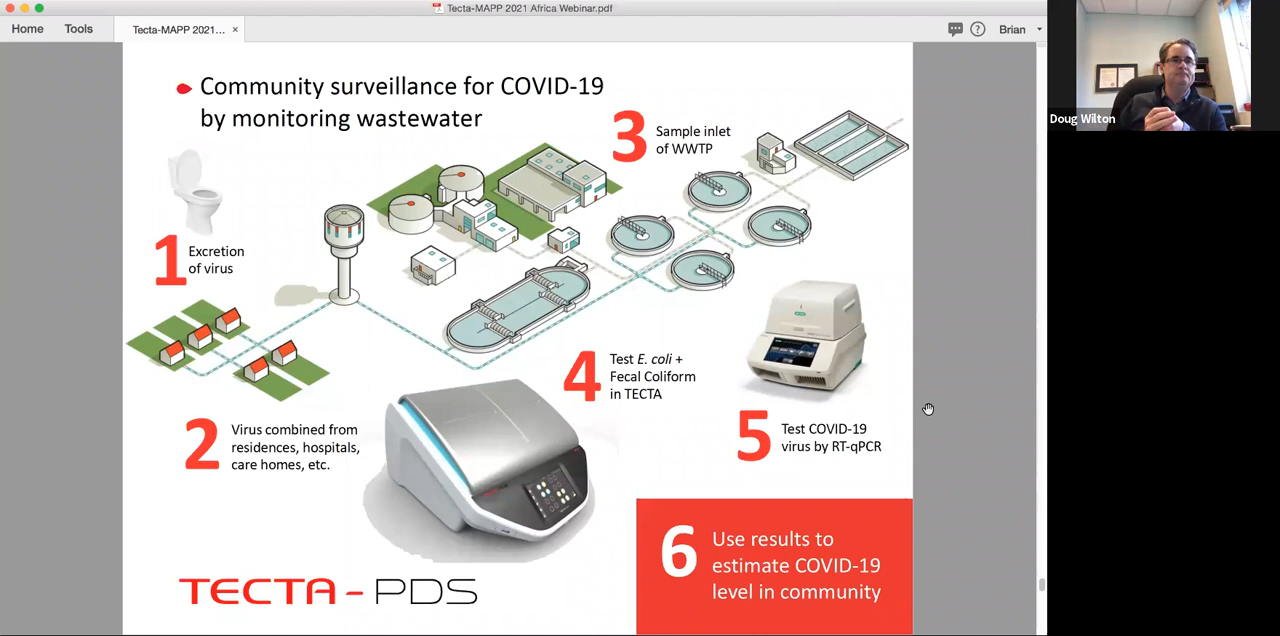 Tecta-MAPP 2021 Africa Webinar.pdf
Home
Tools
Tecta-MAPP 2021... ×
Brian
Doug Wilton
Community surveillance for COVID-19
by monitoring wastewater
1
Excretion
of virus
2
Virus combined from
residences, hospitals,
care homes, etc.
3
Sample inlet
of WWTP
4
Test E. coli +
Fecal Coliform
in TECTA
5
Test COVID-19
virus by RT-qPCR
6
Use results to
estimate COVID-19
level in community
TECTA-PDS